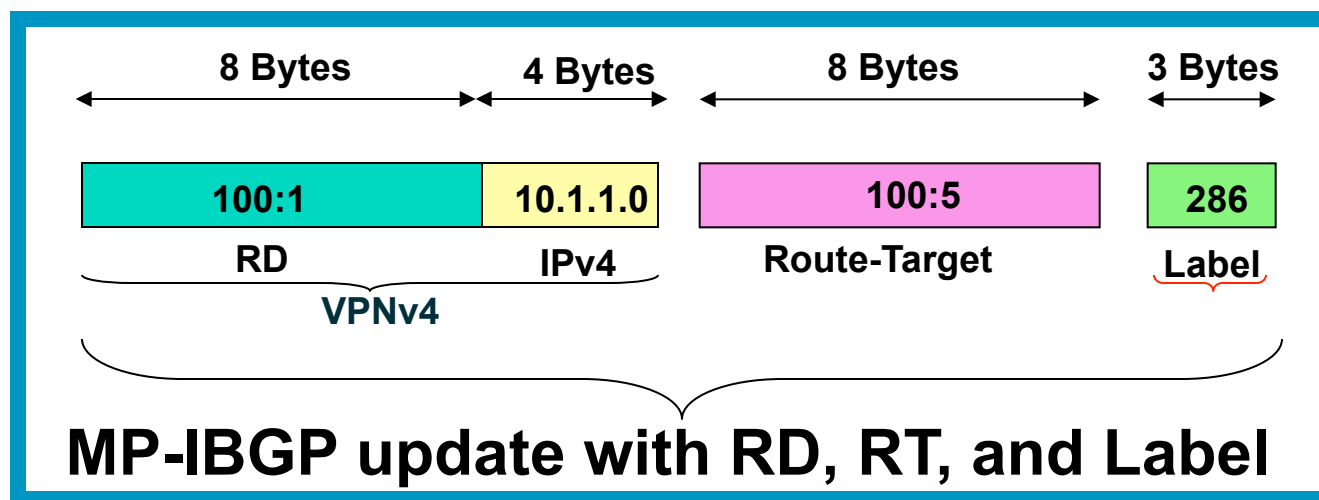 8 Bytes 4 Bytes 8 Bytes 3 Bytes
100:1 10.1.1.0 100:5 286
RD IPv4 Route-Target Label
VPNv4
MP-IBGP update with RD, RT, and Label